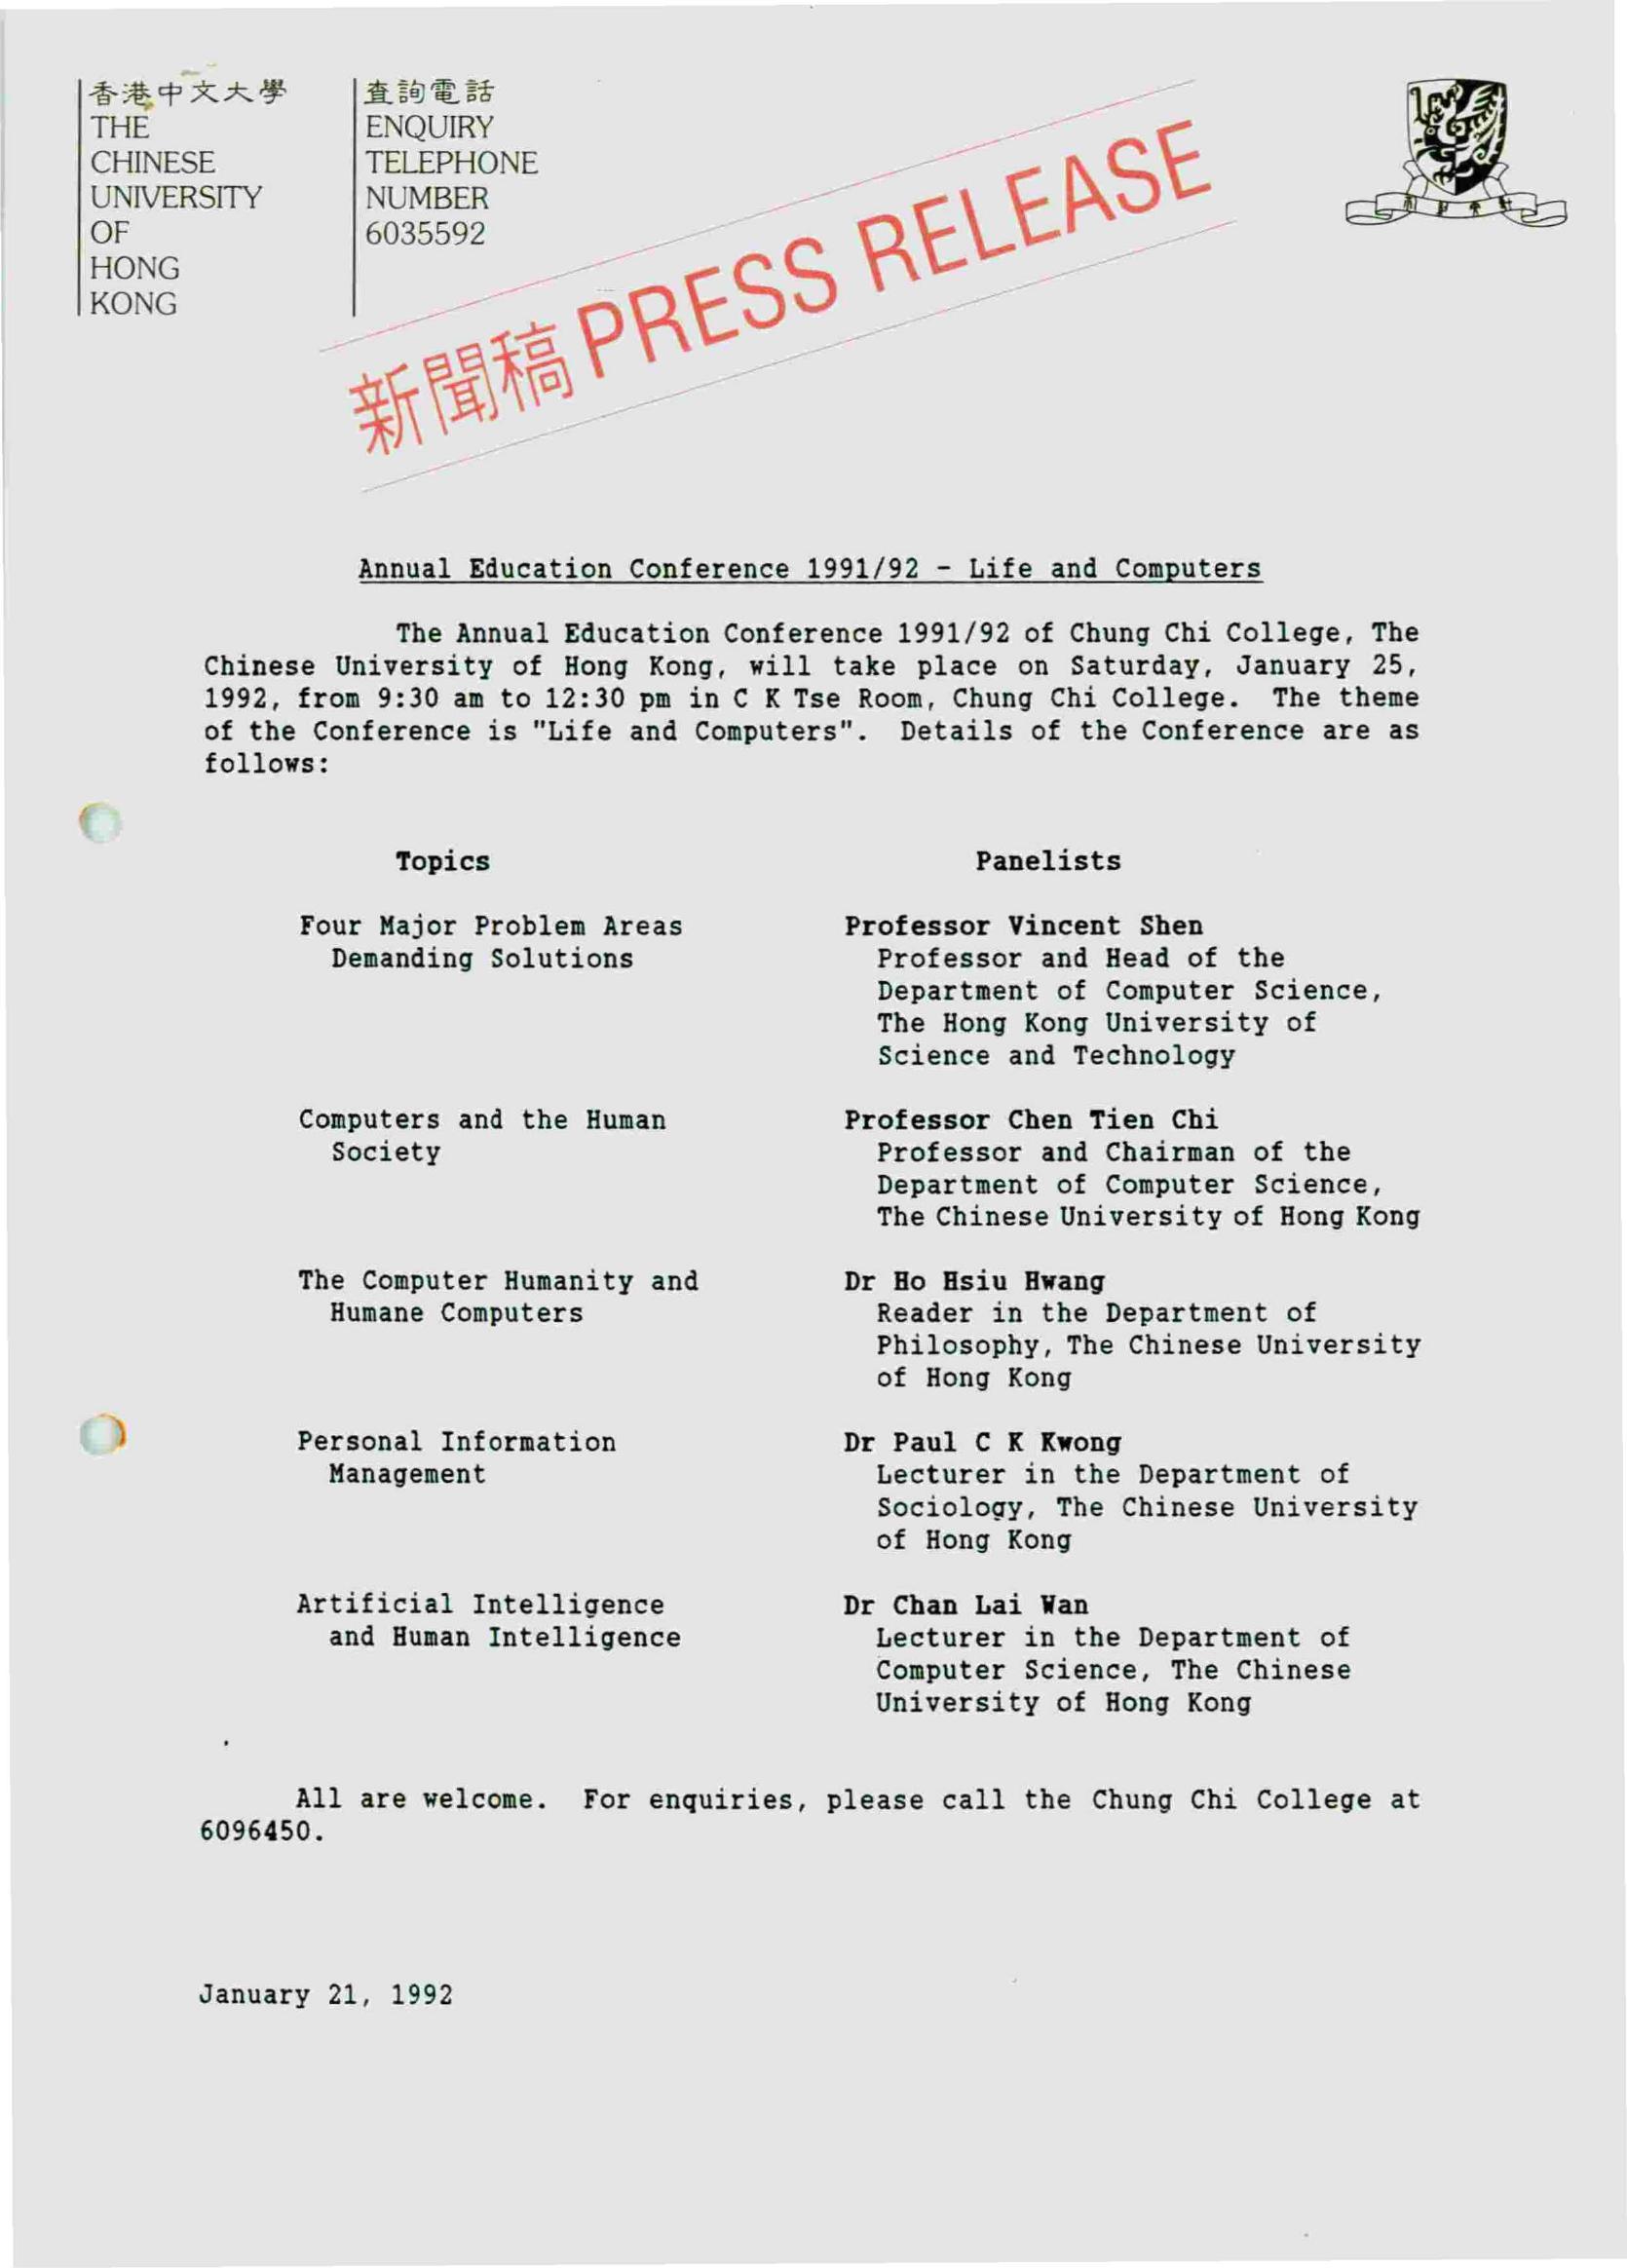 香港中文大學
THE
CHINESE
UNIVERSITY
OF
HONG
KONG
查詢電話
ENQUIRY
TELEPHONE
NUMBER
6035592
新聞稿 PRESS RELEASE
Annual Education Conference 1991/92 - Life and Computers
The Annual Education Conference 1991/92 of Chung Chi College, The
Chinese University of Hong Kong, will take place on Saturday, January 25,
1992, from 9:30 am to 12:30 pm in C K Tse Room, Chung Chi College. The theme
of the Conference is "Life and Computers". Details of the Conference are as
follows:
Topics
Panelists
Four Major Problem Areas
Demanding Solutions
Professor Vincent Shen
Professor and Head of the
Department of Computer Science,
The Hong Kong University of
Science and Technology
Computers and the Human
Society
Professor Chen Tien Chi
Professor and Chairman of the
Department of Computer Science,
The Chinese University of Hong Kong
The Computer Humanity and
Humane Computers
Dr Ho Hsiu Hwang
Reader in the Department of
Philosophy, The Chinese University
of Hong Kong
Personal Information
Management
Dr Paul C K Kwong
Lecturer in the Department of
Sociology, The Chinese University
of Hong Kong
Artificial Intelligence
and Human Intelligence
Dr Chan Lai Wan
Lecturer in the Department of
Computer Science, The Chinese
University of Hong Kong
All are welcome. For enquiries, please call the Chung Chi College at
6096450.
January 21, 1992